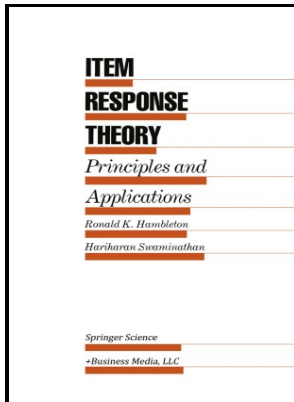 ITEM
RESPONSE
THEORY
Principles and
Applications
Ronald K. Hambleton
Hariharan Swaminathan
Springer Science
+Business Media, LLC